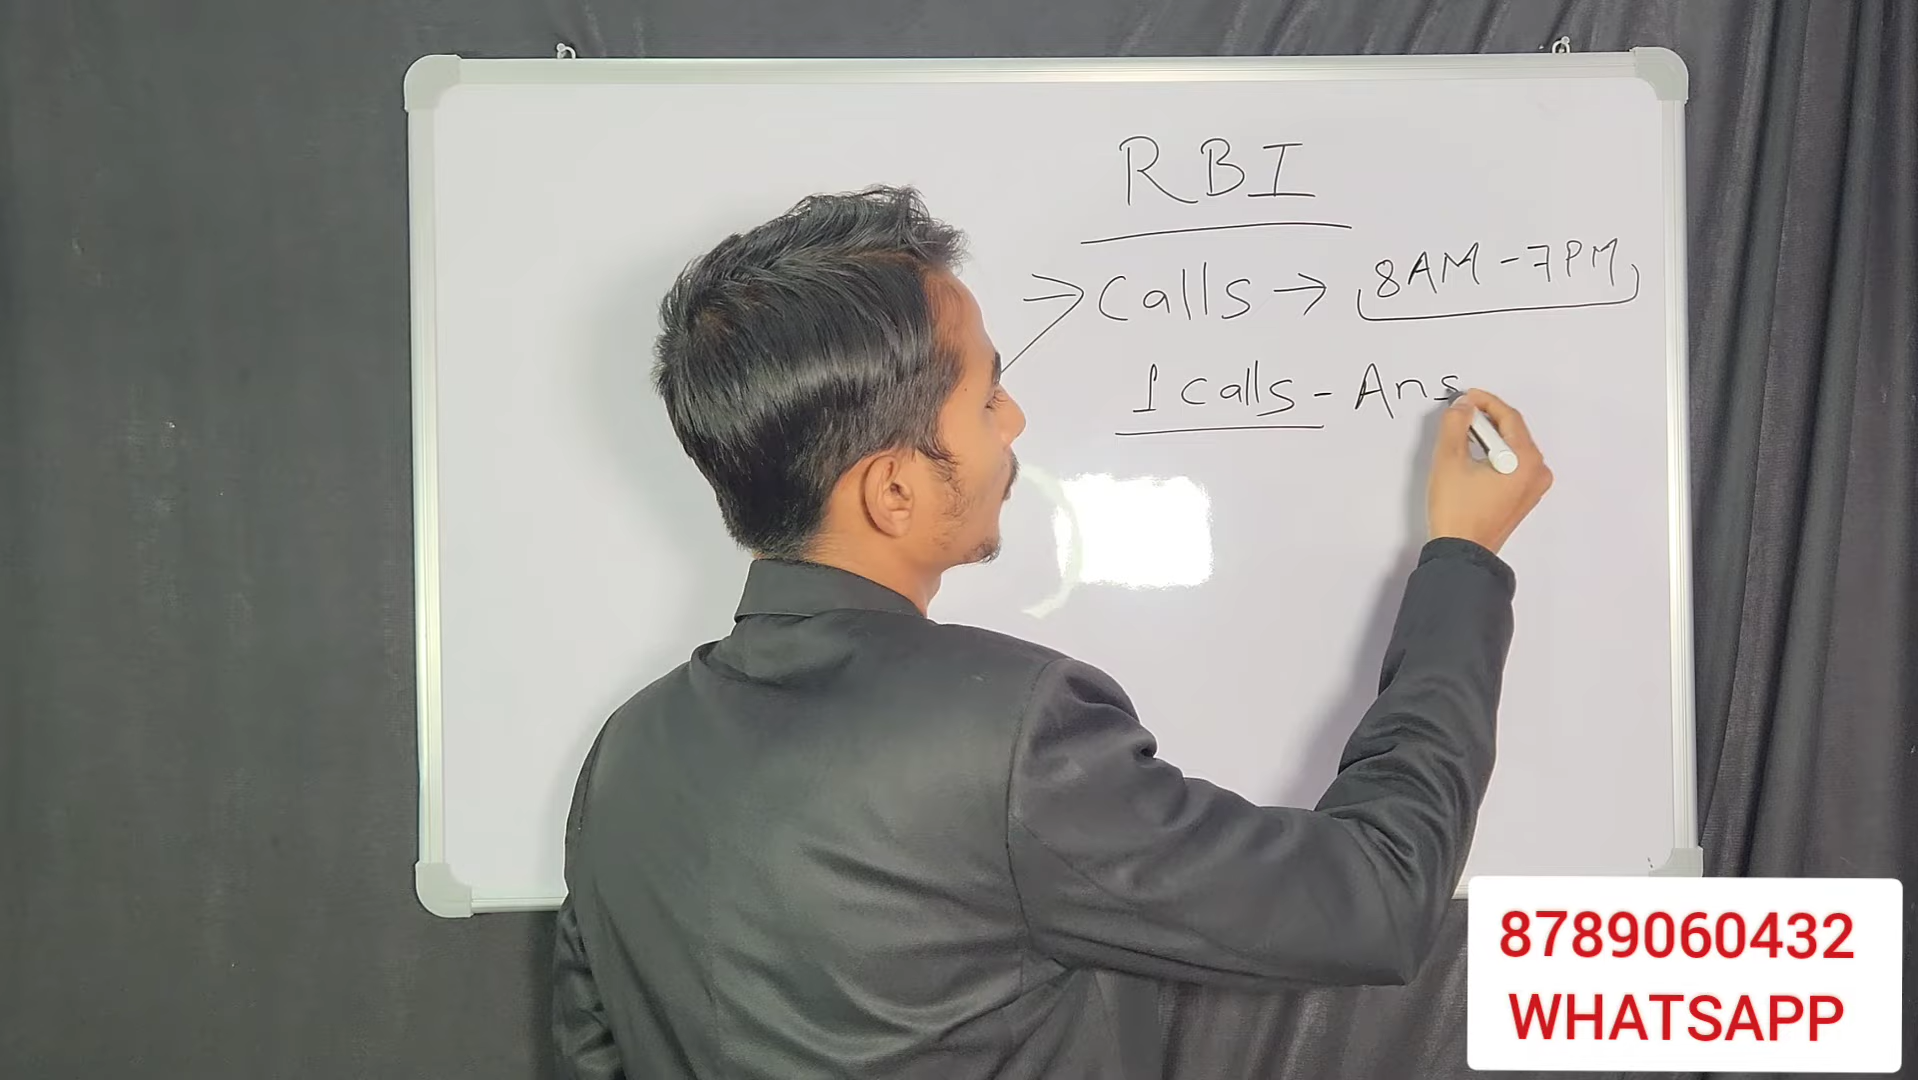 RBI
→ Calls → 8AM - 7PM
1 calls - Ans
8789060432
WHATSAPP